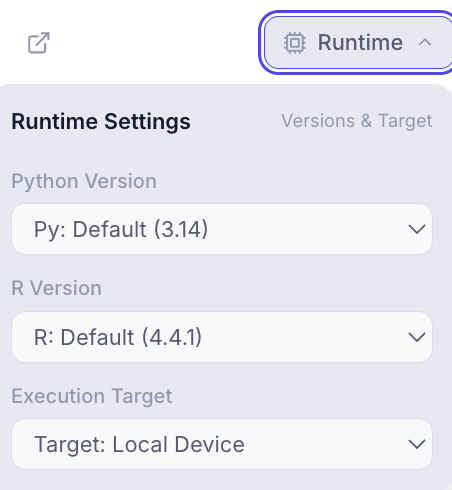 Runtime
Runtime Settings
Versions & Target
Python Version
Py: Default (3.14)
R Version
R: Default (4.4.1)
Execution Target
Target: Local Device